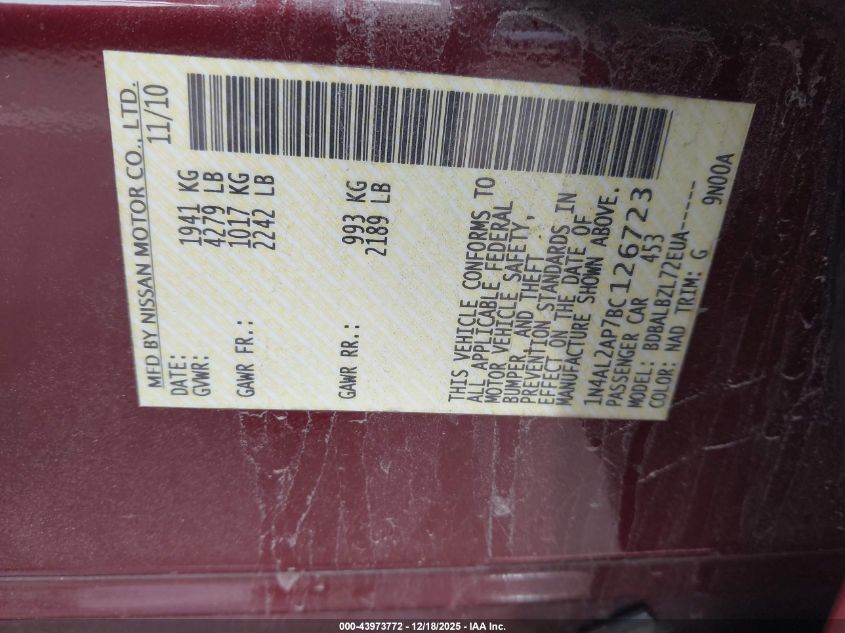 MFD BY NISSAN MOTOR CO., LTD.
DATE: 11/10
GVWR: 1941 KG
4279 LB
GAWR FR.: 1017 KG
2242 LB
GAWR RR.: 993 KG
2189 LB
THIS VEHICLE CONFORMS TO
ALL APPLICABLE FEDERAL
MOTOR VEHICLE SAFETY,
BUMPER, AND THEFT
PREVENTION STANDARDS IN
EFFECT ON THE DATE OF
MANUFACTURE SHOWN ABOVE.
1N4AL2AP7BC126723
PASSENGER CAR 453
MODEL: BDBALBZL72EUA-----
COLOR: NAD TRIM: G 9N00A
000-43973772 – 12/18/2025 – IAA Inc.